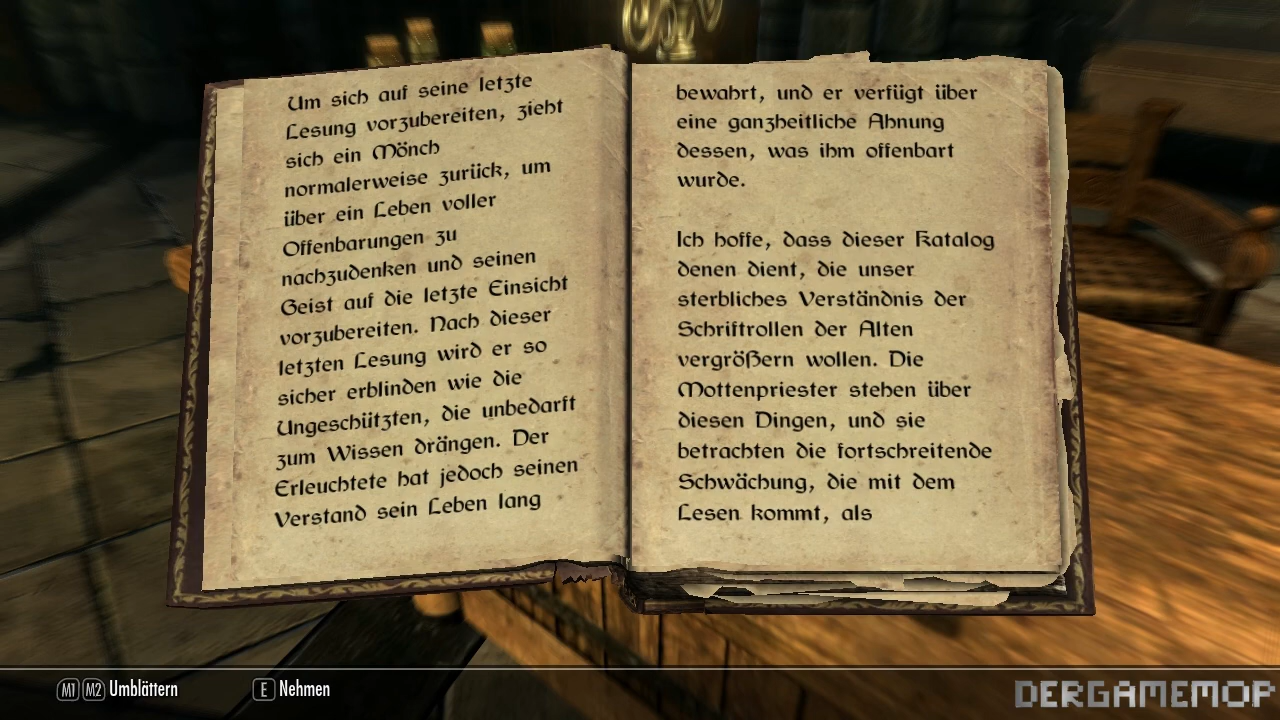 Um sich auf seine letzte
Lesung vorzubereiten, zieht
sich ein Mönch
normalerweise zurück, um
über ein Leben voller
Offenbarungen zu
nachzudenken und seinen
Geist auf die letzte Einsicht
vorzubereiten. Nach dieser
letzten Lesung wird er so
sicher erblinden wie die
Ungeschützten, die unbedarft
zum Wissen drängen. Der
Erleuchtete hat jedoch seinen
Verstand sein Leben lang
bewahrt, und er verfügt über
eine ganzheitliche Ahnung
dessen, was ihm offenbart
wurde.
Ich hoffe, dass dieser Katalog
denen dient, die unser
sterbliches Verständnis der
Schriftrollen der Alten
vergrößern wollen. Die
Mottenpriester stehen über
diesen Dingen, und sie
betrachten die fortschreitende
Schwächung, die mit dem
Lesen kommt, als
M1 M2 Umblättern E Nehmen
DERGAMEMOP